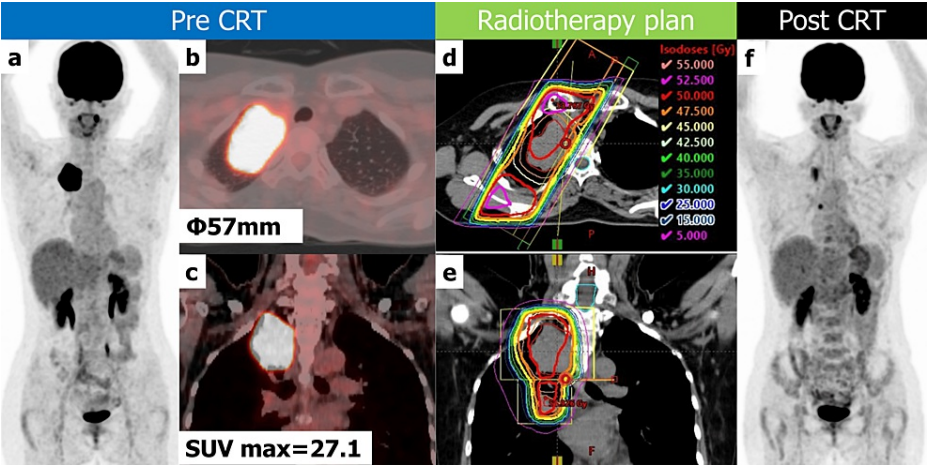 Pre CRT
Radiotherapy plan
Post CRT
a
b
Φ57mm
c
SUV max=27.1
d
A
P
Isodoses [Gy]
✔ 55.000
✔ 52.500
✔ 50.000
✔ 47.500
✔ 45.000
✔ 42.500
✔ 40.000
✔ 35.000
✔ 30.000
✔ 25.000
✔ 15.000
✔ 5.000
e
H
F
f